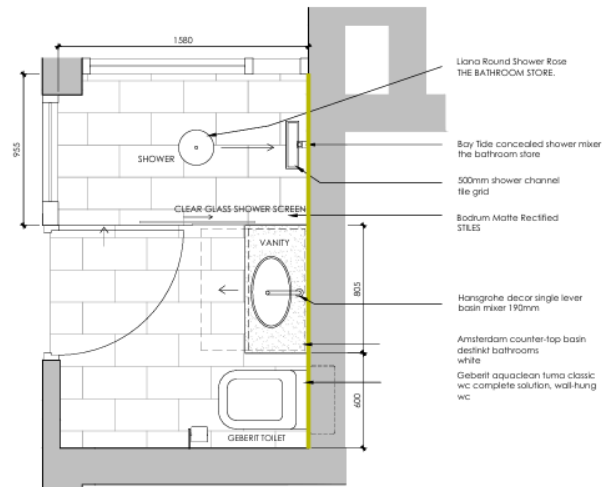 1580
Liana Round Shower Rose
THE BATHROOM STORE.
955
SHOWER
Bay Tide concealed shower mixer
the bathroom store
500mm shower channel
tile grid
CLEAR GLASS SHOWER SCREEN
Bodrum Matte Rectified
STILES
VANITY
805
Hansgrohe decor single lever
basin mixer 190mm
Amsterdam counter-top basin
destinkt bathrooms
white
Geberit aquaclean tuma classic
wc complete solution, wall-hung
wc
600
GEBERIT TOILET